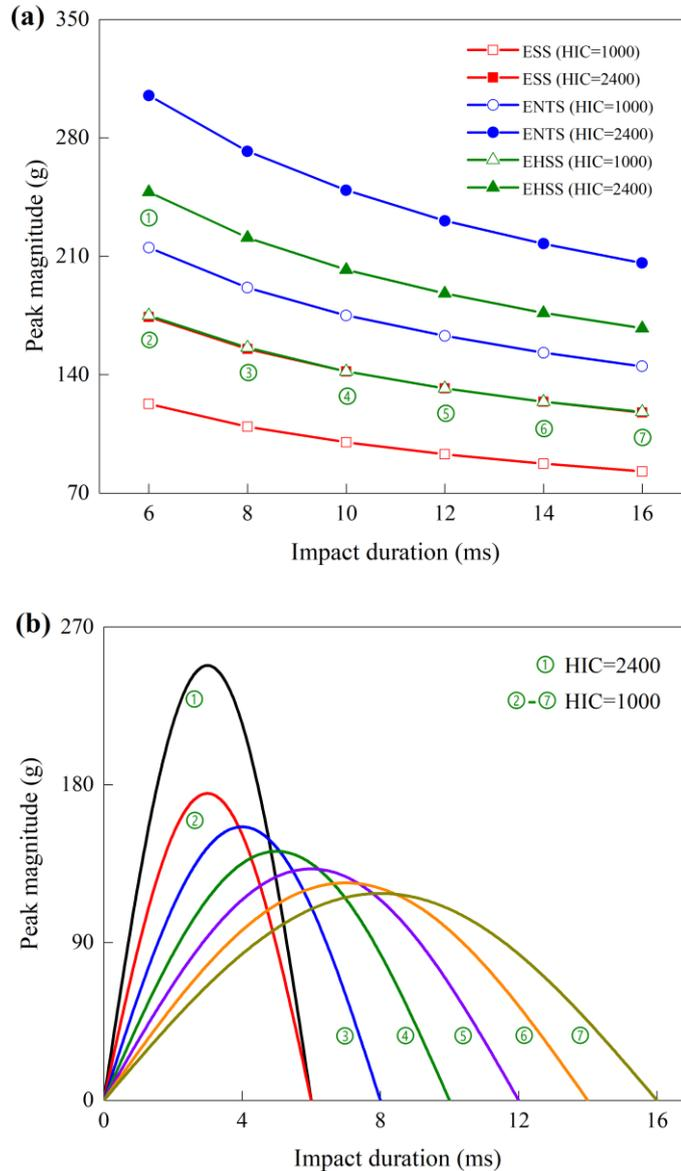 (a)
350
280
210
140
70
Peak magnitude (g)
ESS (HIC=1000)
ESS (HIC=2400)
ENTS (HIC=1000)
ENTS (HIC=2400)
EHSS (HIC=1000)
EHSS (HIC=2400)
①
② ③ ④ ⑤ ⑥ ⑦
6 8 10 12 14 16
Impact duration (ms)
(b)
270
180
90
0
Peak magnitude (g)
① HIC=2400
②-⑦ HIC=1000
①
②
③ ④ ⑤ ⑥ ⑦
0 4 8 12 16
Impact duration (ms)